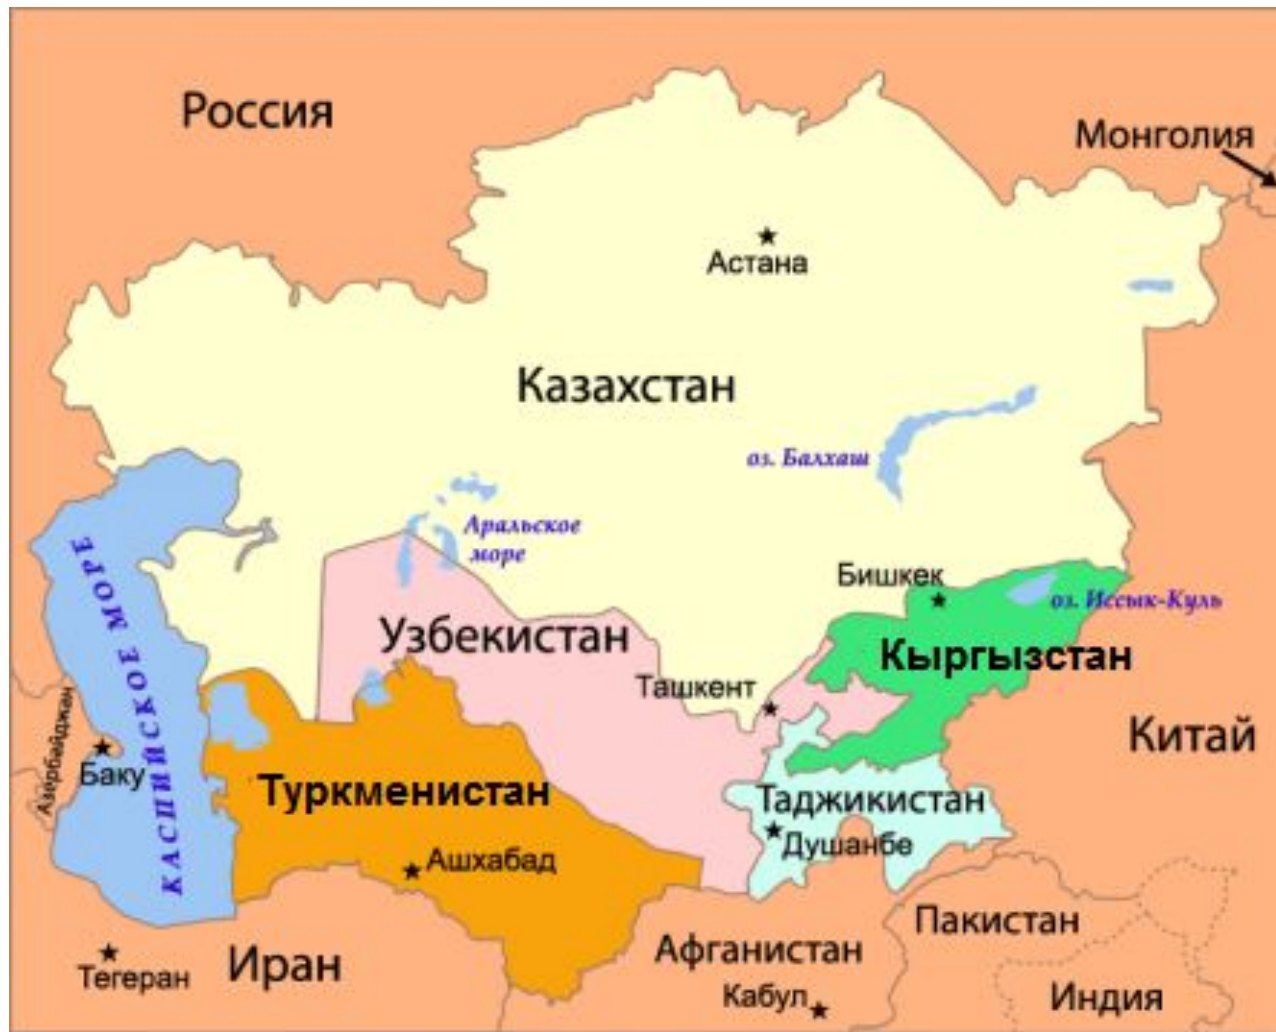 Россия
Монголия
Астана
Казахстан
оз. Балхаш
Аральское
море
КАСПИЙСКОЕ МОРЕ
Бишкек
оз. Иссык-Куль
Узбекистан
Кыргызстан
Ташкент
Азербайджан
Баку
Китай
Туркменистан
Таджикистан
Душанбе
Ашхабад
Пакистан
Афганистан
Иран
Тегеран
Кабул
Индия